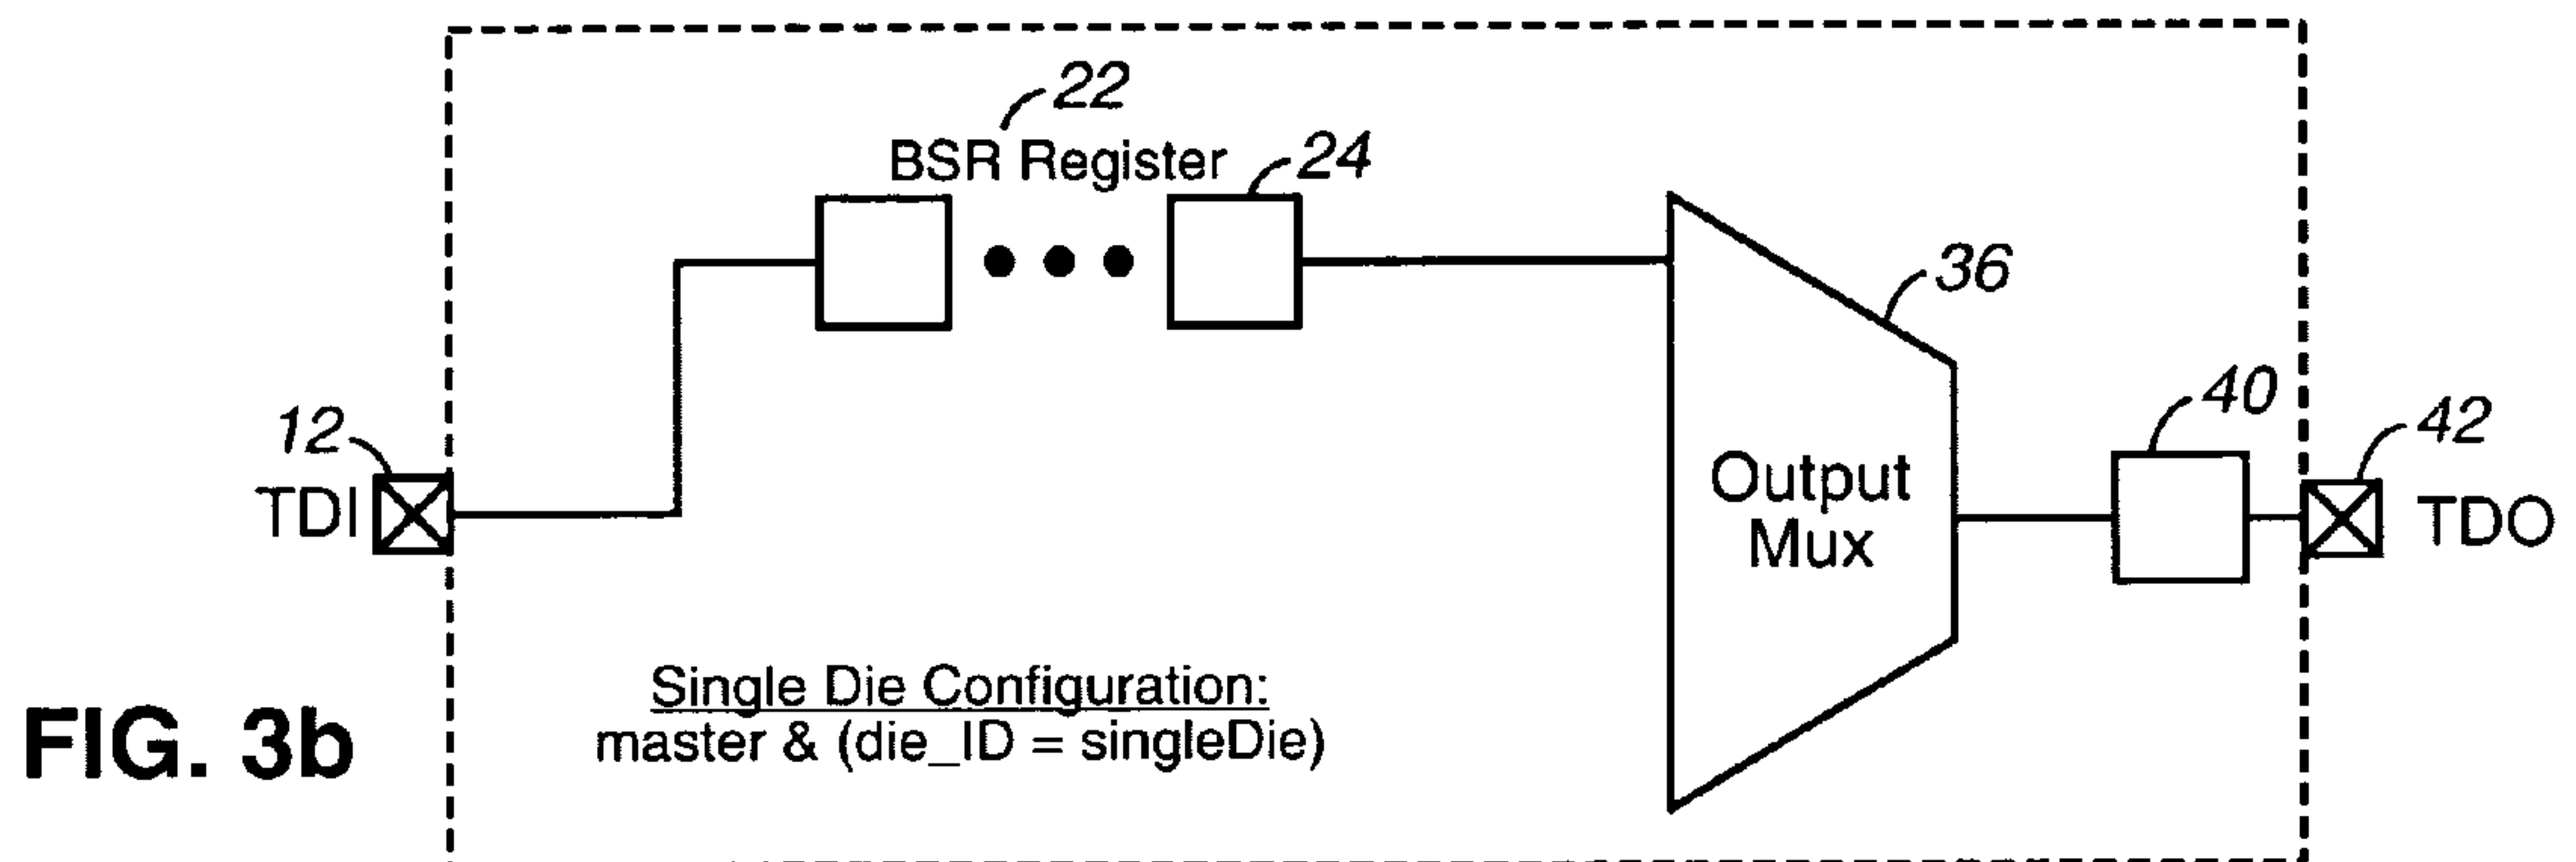 22
BSR Register
24
36
40
42
12
TDI
Output
Mux
TDO
Single Die Configuration:
master & (die_ID = singleDie)
FIG. 3b